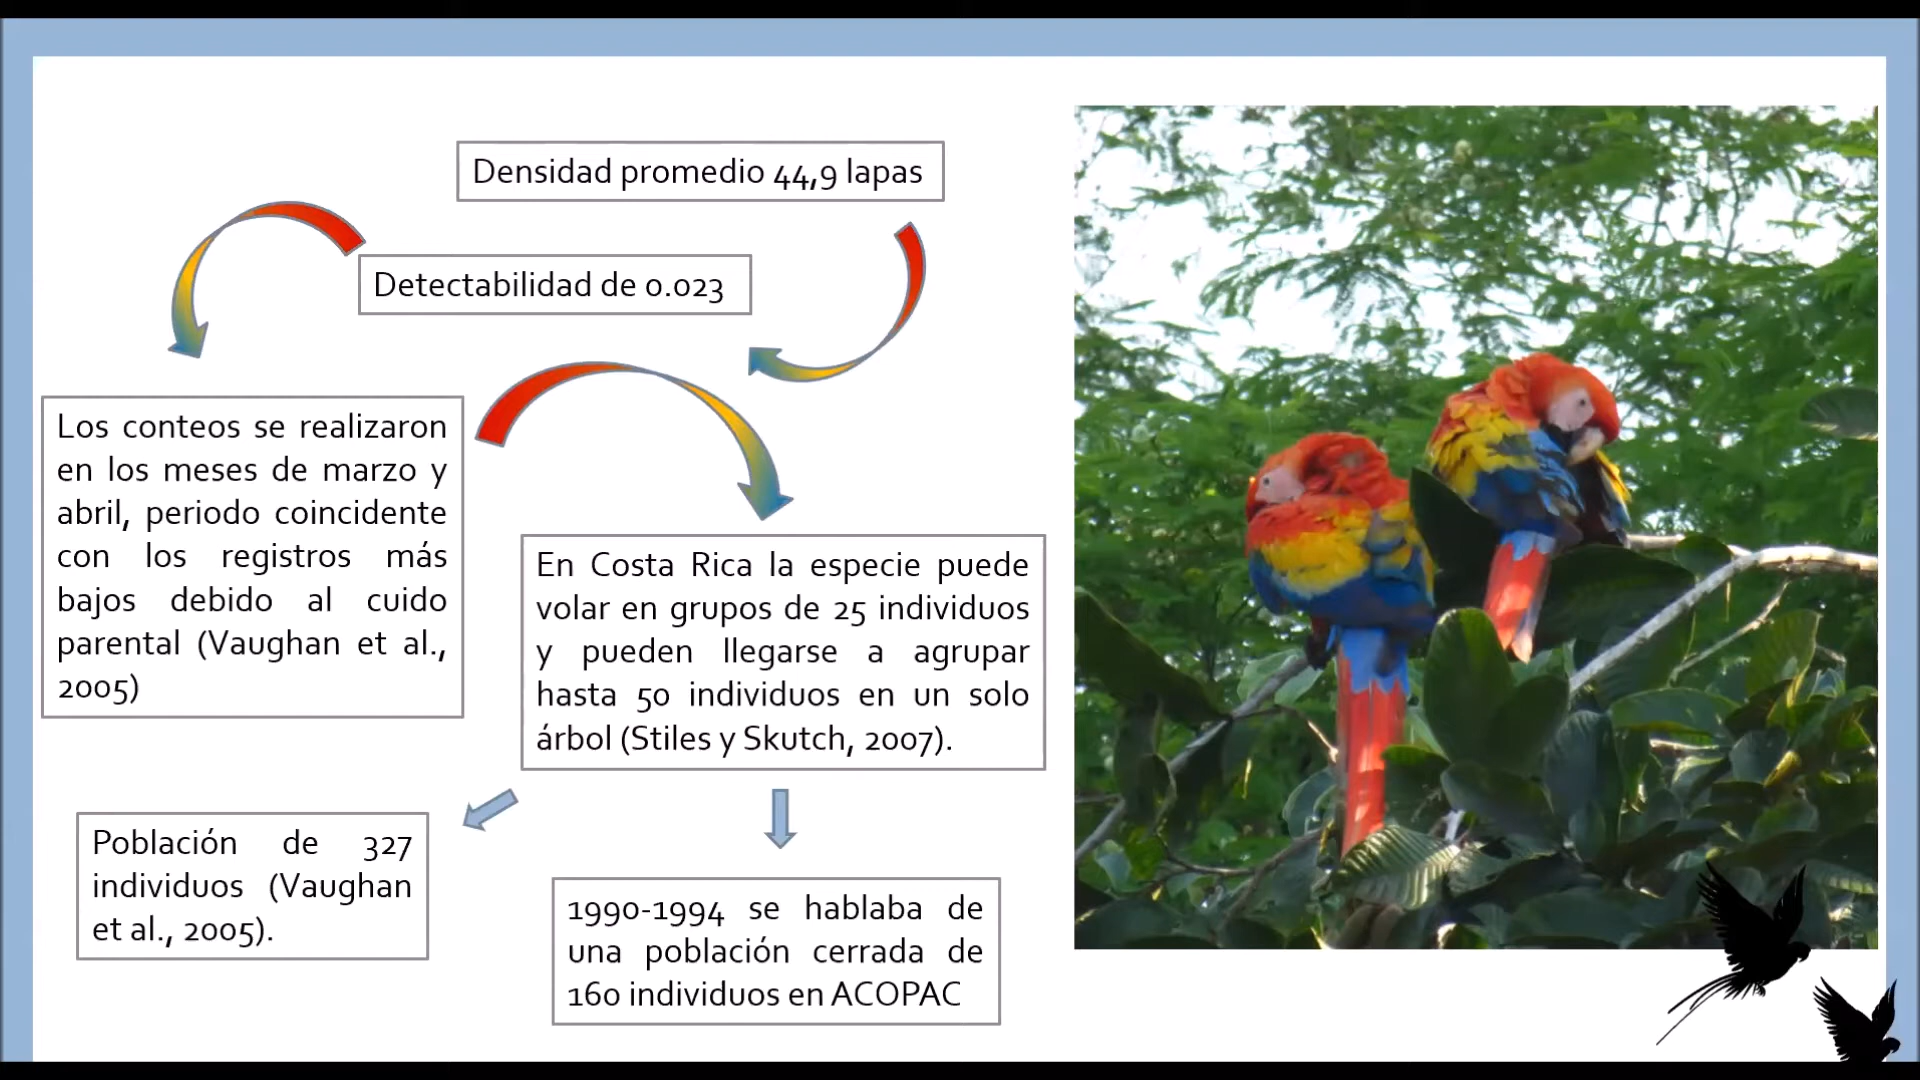 Densidad promedio 44,9 lapas
Detectabilidad de 0.023
Los conteos se realizaron
en los meses de marzo y
abril, periodo coincidente
con los registros más
bajos debido al cuido
parental (Vaughan et al.,
2005)
En Costa Rica la especie puede
volar en grupos de 25 individuos
y pueden llegarse a agrupar
hasta 50 individuos en un solo
árbol (Stiles y Skutch, 2007).
Población de 327
individuos (Vaughan
et al., 2005).
1990-1994 se hablaba de
una población cerrada de
160 individuos en ACOPAC